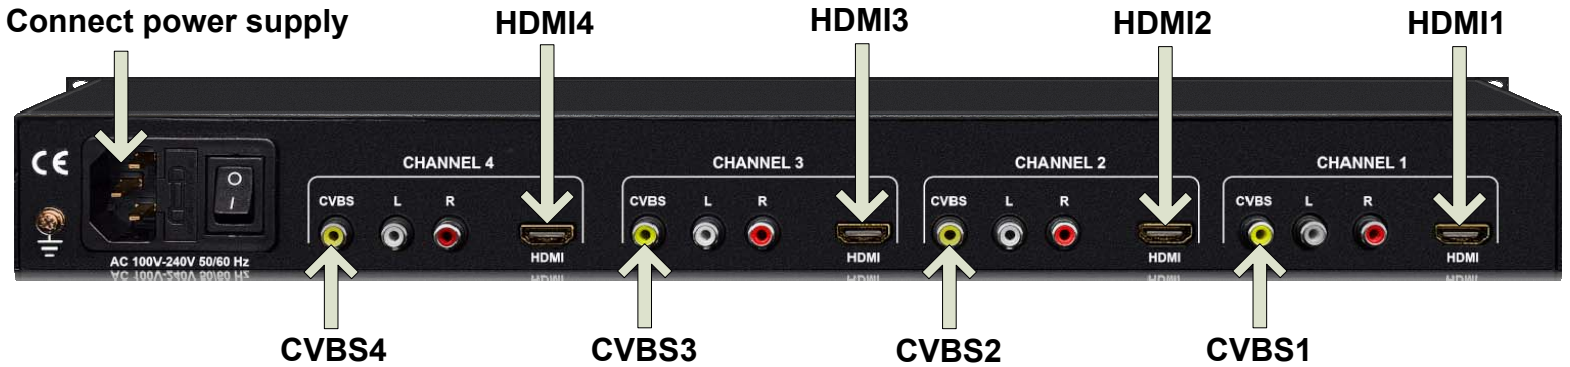 Connect power supply
HDMI4
HDMI3
HDMI2
HDMI1
CE
CHANNEL 4
CHANNEL 3
CHANNEL 2
CHANNEL 1
CVBS L R
CVBS L R
CVBS L R
CVBS L R
O
I
HDMI
HDMI
HDMI
HDMI
AC 100V-240V 50/60 Hz
CVBS4
CVBS3
CVBS2
CVBS1